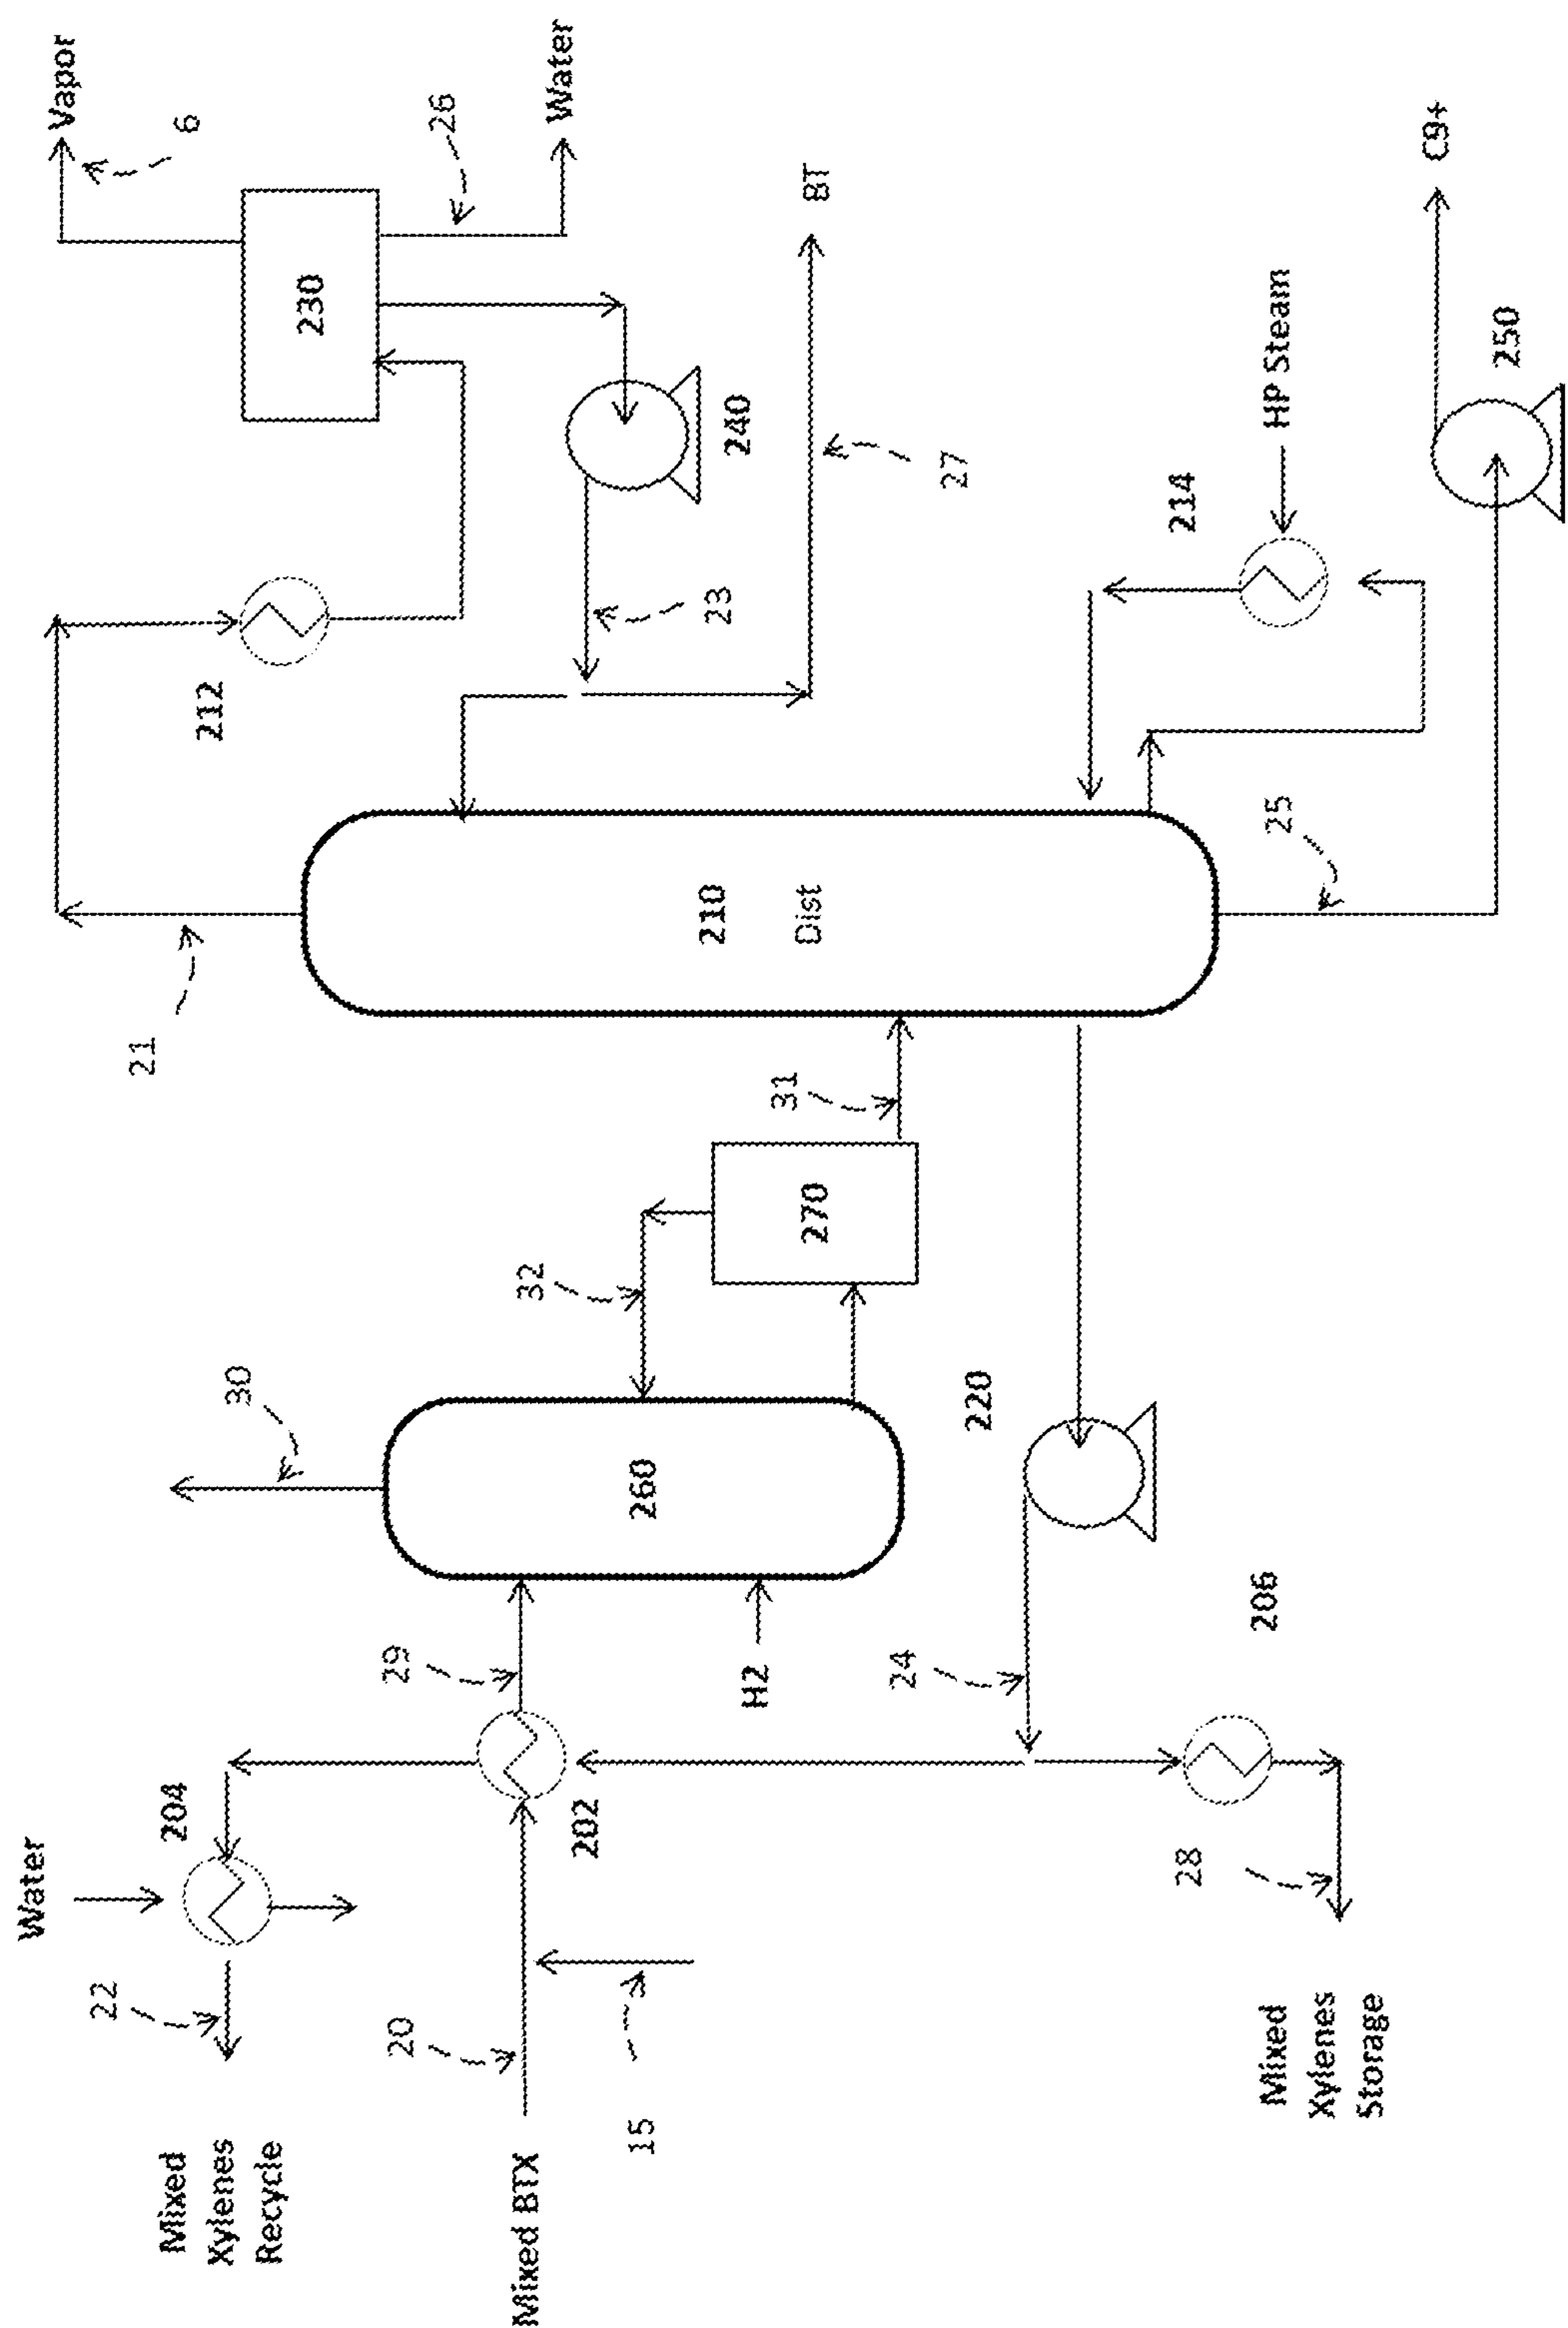 Water
Vapor
22
21
204
6
Mixed
Xylenes
Recycle
212
30
230
29
20
26
Mixed BTX
32
Water
202
15
260
210
Dist
23
240
H2
31
270
BT
24
27
220
214
28
206
Mixed
Xylenes
Storage
25
HP Steam
C9+
250